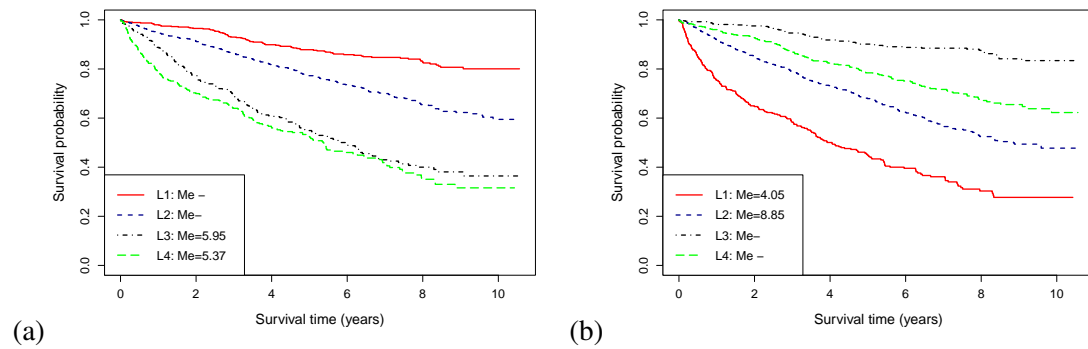 Survival probability
1.0
0.8
0.6
0.4
0.2
0.0
L1: Me –
L2: Me–
L3: Me=5.95
L4: Me=5.37
0 2 4 6 8 10
Survival time (years)
(a)
Survival probability
1.0
0.8
0.6
0.4
0.2
0.0
L1: Me=4.05
L2: Me=8.85
L3: Me–
L4: Me –
0 2 4 6 8 10
Survival time (years)
(b)